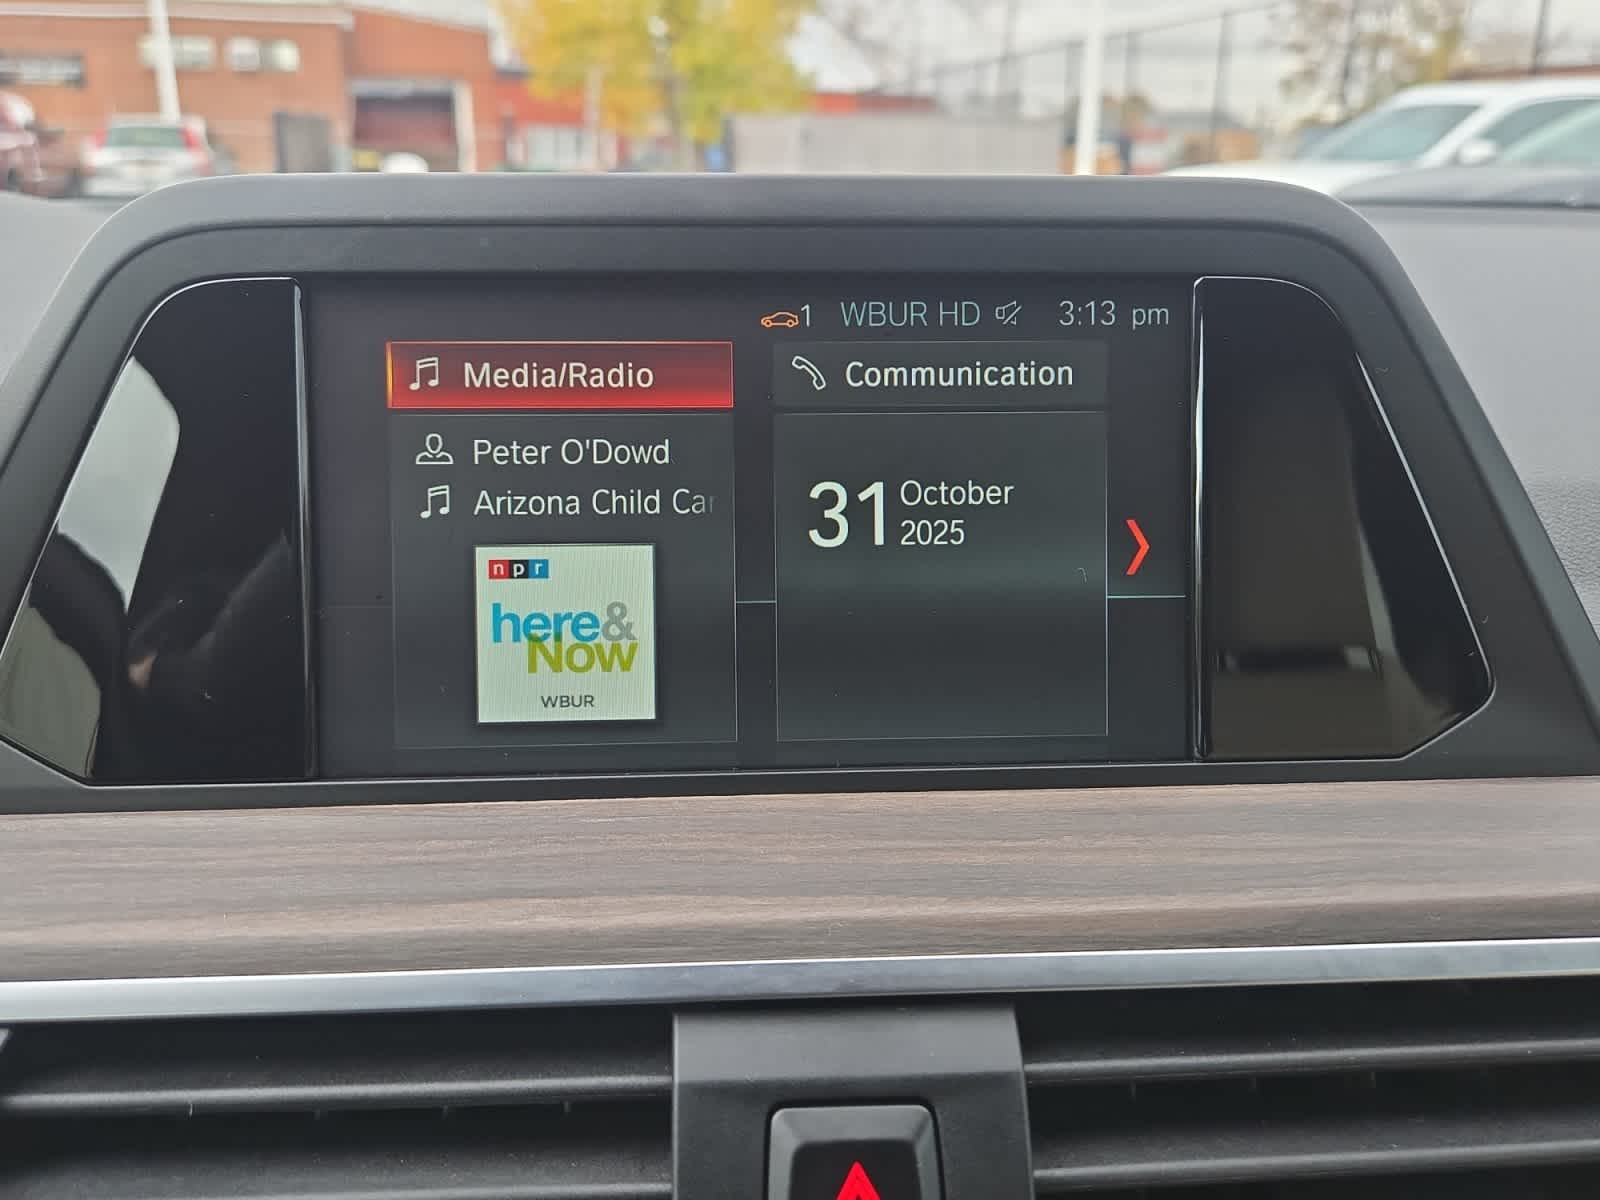 1 WBUR HD 3:13 pm
Media/Radio
Peter O'Dowd
Arizona Child Car
npr
here&
Now
WBUR
Communication
31 October
2025